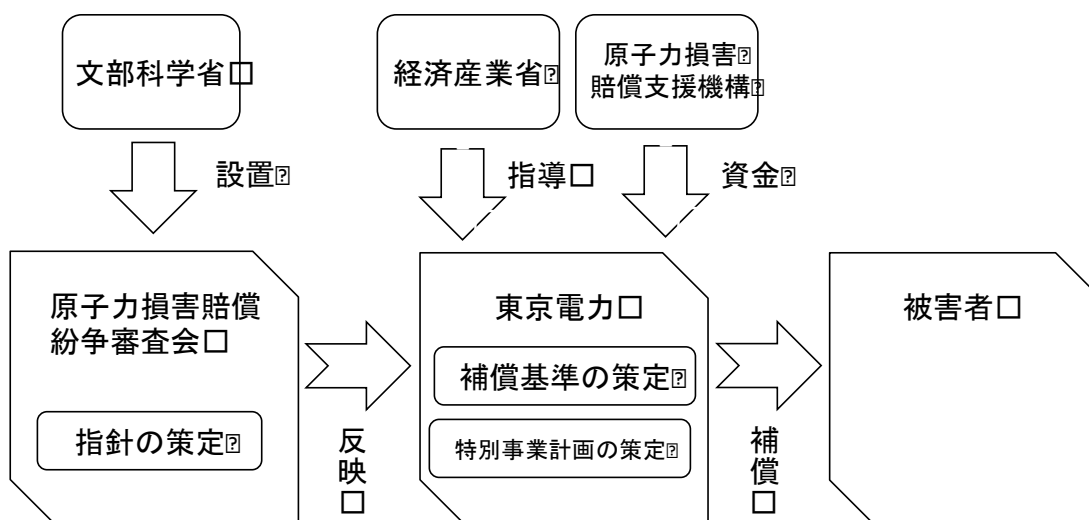 文部科学省
経済産業省
原子力損害
賠償支援機構
設置
指導
資金
原子力損害賠償
紛争審査会
指針の策定
反映
東京電力
補償基準の策定
特別事業計画の策定
補償
被害者